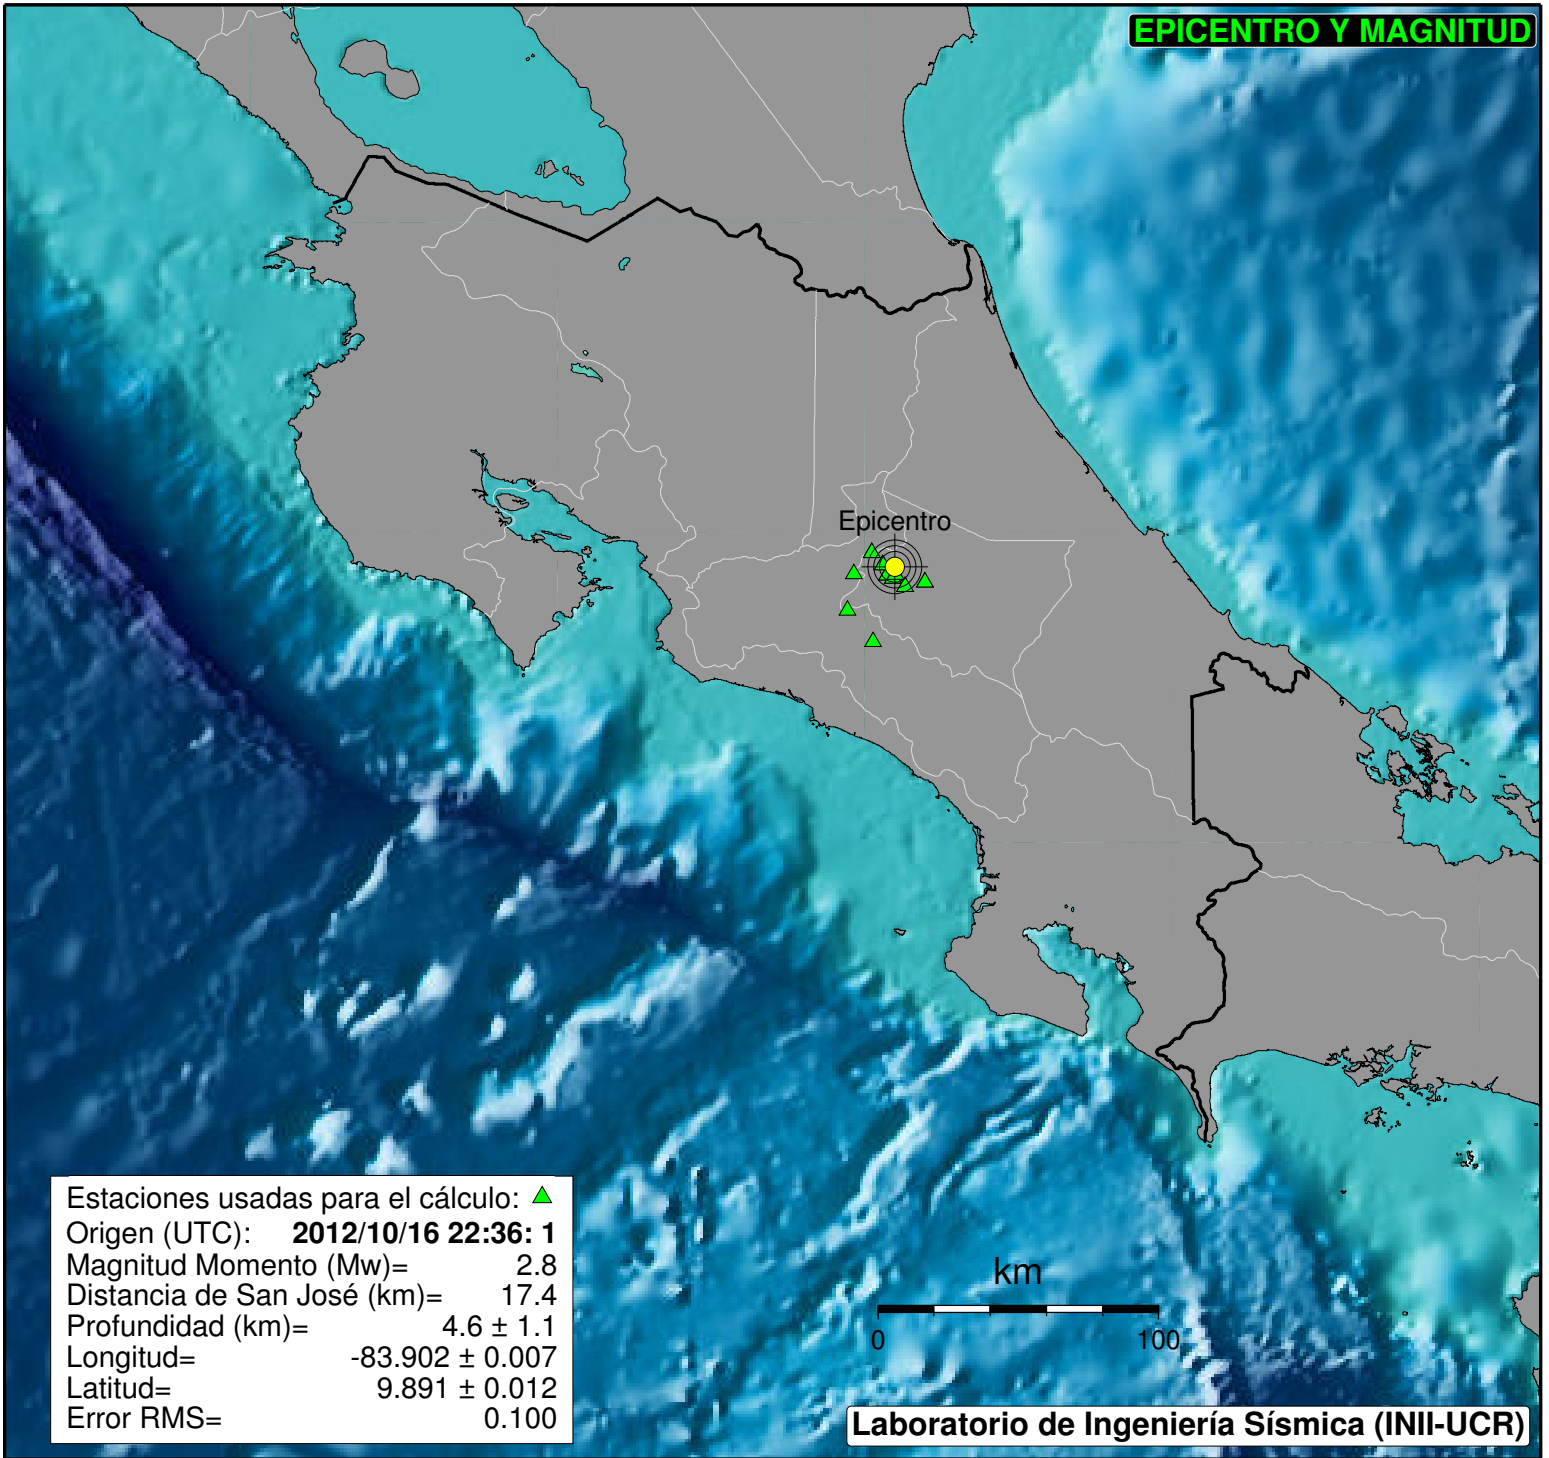 EPICENTRO Y MAGNITUD
Epicentro
Estaciones usadas para el cálculo:
Origen (UTC): 2012/10/16 22:36: 1
Magnitud Momento (Mw)= 2.8
Distancia de San José (km)= 17.4
Profundidad (km)= 4.6 ± 1.1
Longitud= -83.902 ± 0.007
Latitud= 9.891 ± 0.012
Error RMS= 0.100
km
0 100
Laboratorio de Ingeniería Sísmica (INII-UCR)